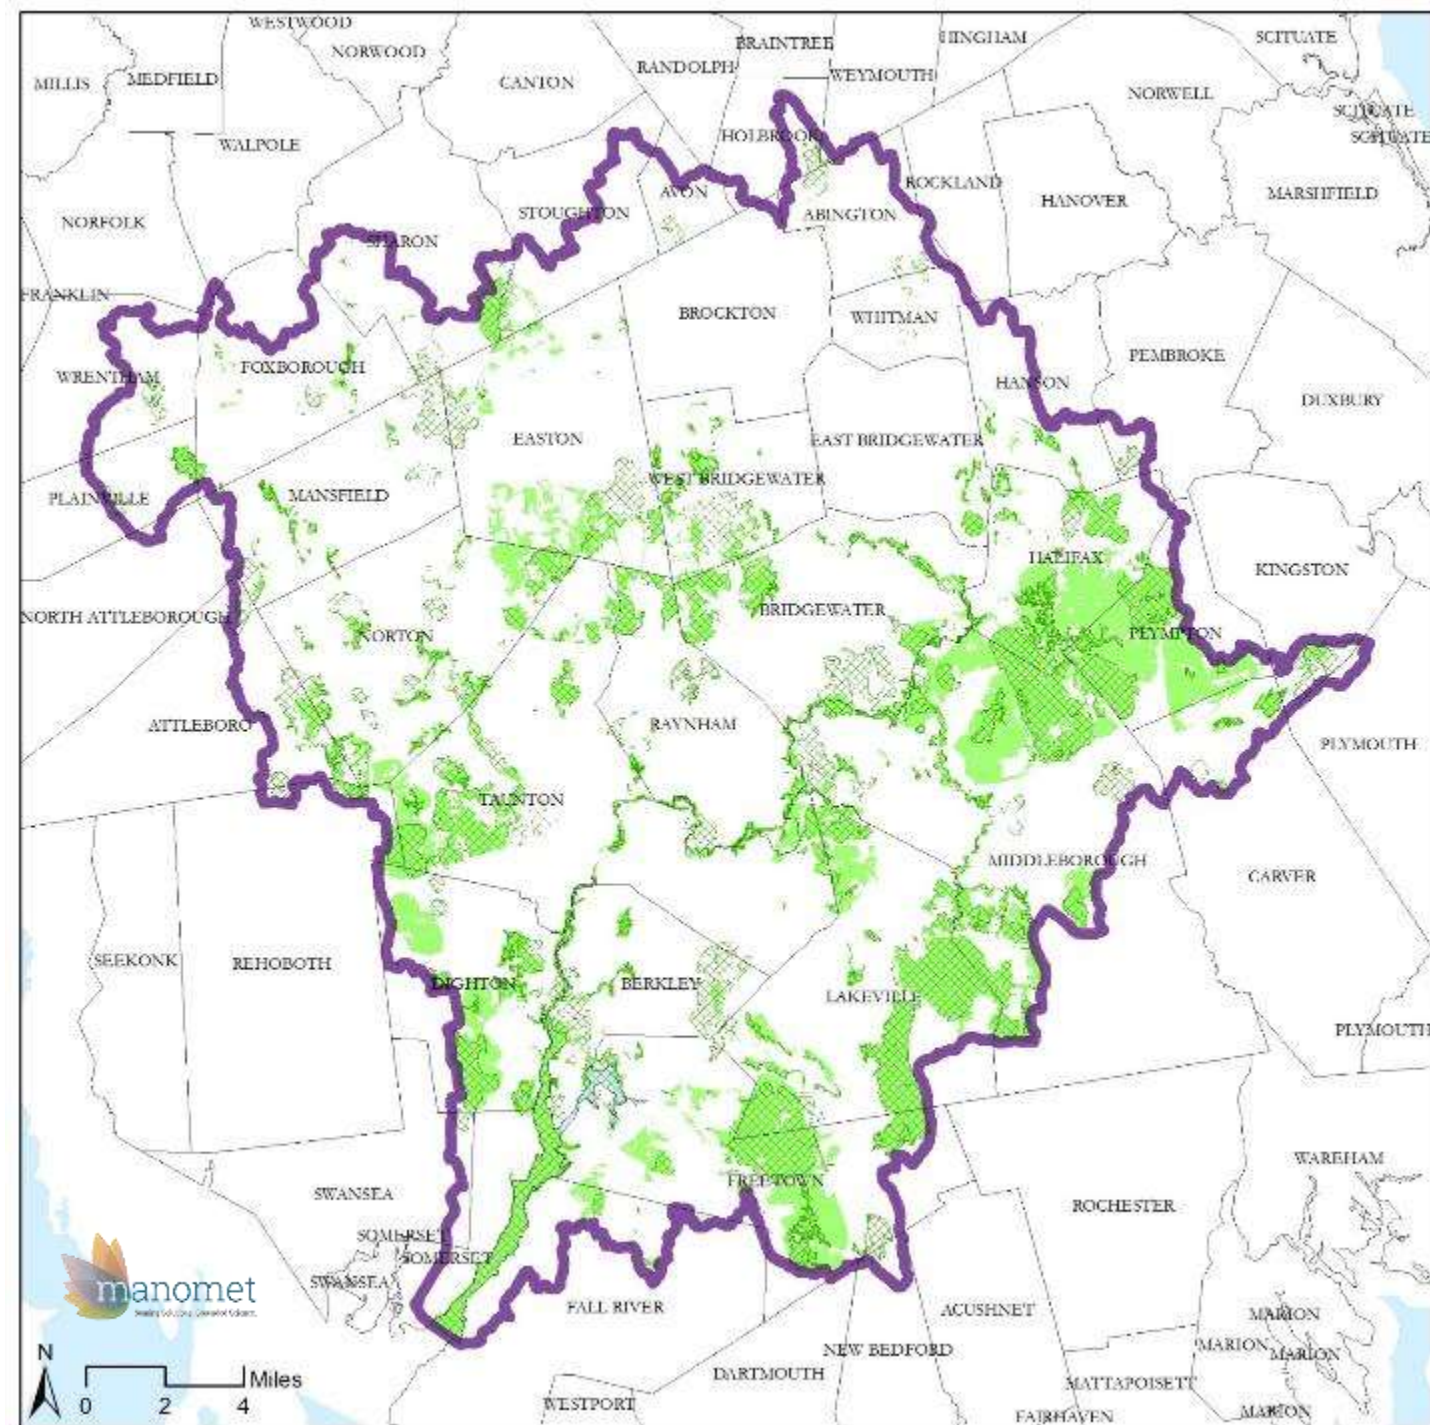 WESTWOOD
NORWOOD
BRAINTREE
HINGHAM
SCITUATE
MILLIS
MEDFIELD
CANTON
RANDOLPH
WEYMOUTH
NORWELL
SCITUATE
SCITUATE
WALPOLE
HOLBROOK
NORFOLK
SHARON
STOUGHTON
AVON
ABINGTON
ROCKLAND
HANOVER
MARSHFIELD
FRANKLIN
BROCKTON
WHITMAN
PEMBROKE
WRENTHAM
FOXBOROUGH
HANSON
DUXBURY
EASTON
EAST BRIDGEWATER
PLAINVILLE
MANSFIELD
WEST BRIDGEWATER
HALIFAX
KINGSTON
NORTH ATTLEBOROUGH
NORTON
BRIDGEWATER
PLYMPTON
ATTLEBORO
RAYNHAM
PLYMOUTH
TAUNTON
MIDDLEBOROUGH
CARVER
SEEKONK
REHOBOTH
DIGHTON
BERKLEY
LAKEVILLE
PLYMOUTH
FREETOWN
WAREHAM
SWANSEA
ROCHESTER
SOMERSET
SOMERSET
SWANSEA
manomet
FALL RIVER
ACUSHNET
MARION
NEW BEDFORD
MARION
MARION
DARTMOUTH
MATTAPOISETT
WESTPORT
FAIRHAVEN
MARION
N
Miles
0 2 4